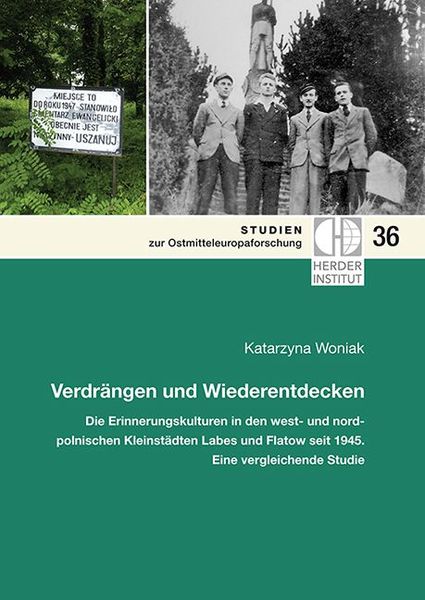 MIEJSCE TO
DO ROKU 1947 STANOWIŁO
CMENTARZ EWANGELICKI
OBECNIE JEST
USZANUJ
STUDIEN
zur Ostmitteleuropaforschung
HERDER
INSTITUT
36
Katarzyna Woniak
Verdrängen und Wiederentdecken
Die Erinnerungskulturen in den west- und nord-
polnischen Kleinstädten Labes und Flatow seit 1945.
Eine vergleichende Studie